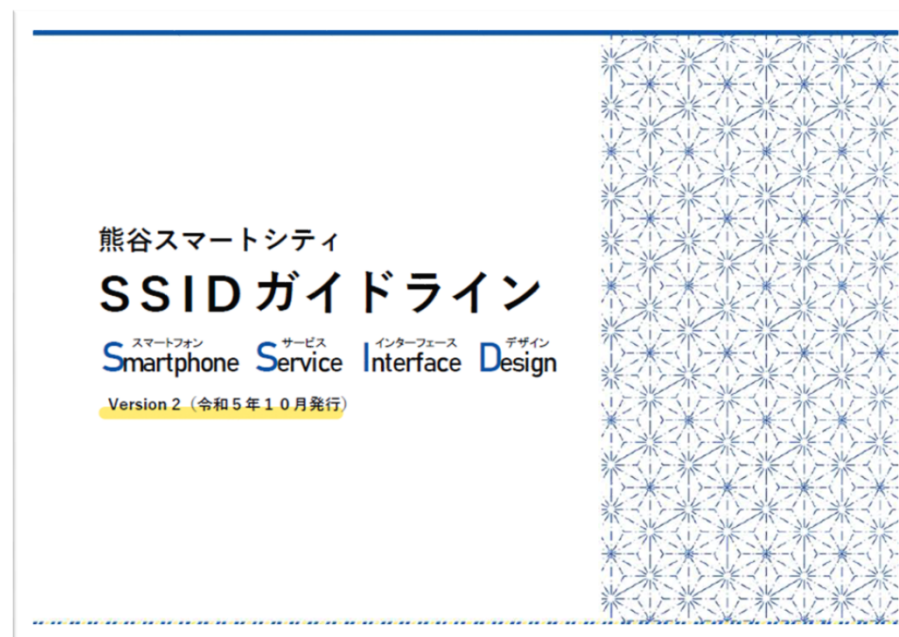 熊谷スマートシティ
SSIDガイドライン
スマートフォン サービス インターフェース デザイン
Smartphone Service Interface Design
Version 2（令和５年１０月発行）